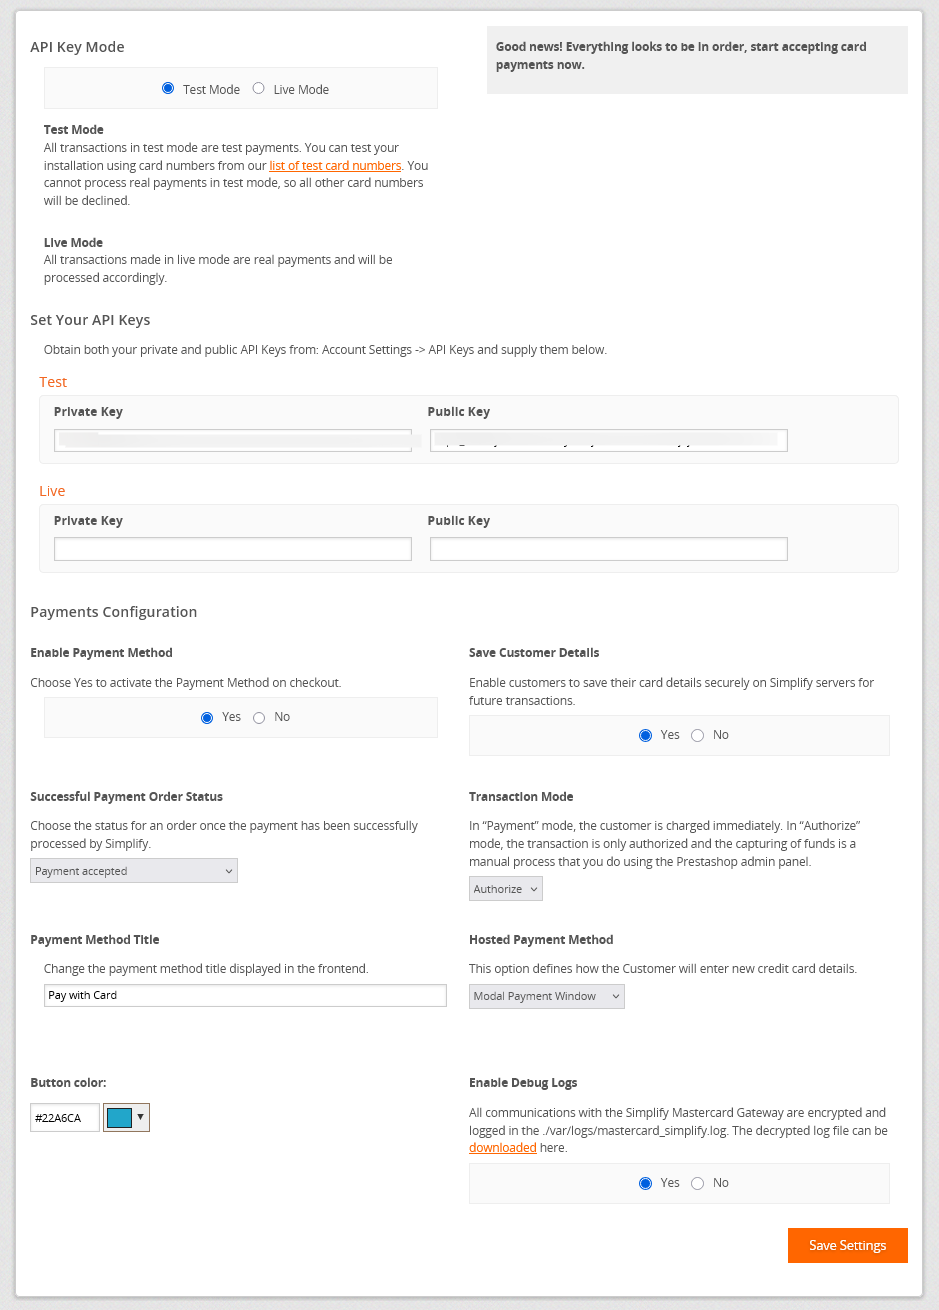 API Key Mode
Good news! Everything looks to be in order, start accepting card
payments now.
Test Mode Live Mode
Test Mode
All transactions in test mode are test payments. You can test your
installation using card numbers from our list of test card numbers. You
cannot process real payments in test mode, so all other card numbers
will be declined.
Live Mode
All transactions made in live mode are real payments and will be
processed accordingly.
Set Your API Keys
Obtain both your private and public API Keys from: Account Settings -> API Keys and supply them below.
Test
Private Key Public Key
Live
Private Key Public Key
Payments Configuration
Enable Payment Method
Choose Yes to activate the Payment Method on checkout.
Yes No
Save Customer Details
Enable customers to save their card details securely on Simplify servers for
future transactions.
Yes No
Successful Payment Order Status
Choose the status for an order once the payment has been successfully
processed by Simplify.
Payment accepted
Transaction Mode
In “Payment” mode, the customer is charged immediately. In “Authorize”
mode, the transaction is only authorized and the capturing of funds is a
manual process that you do using the Prestashop admin panel.
Authorize
Payment Method Title
Change the payment method title displayed in the frontend.
Pay with Card
Hosted Payment Method
This option defines how the Customer will enter new credit card details.
Modal Payment Window
Button color:
#22A6CA
Enable Debug Logs
All communications with the Simplify Mastercard Gateway are encrypted and
logged in the ./var/logs/mastercard_simplify.log. The decrypted log file can be
downloaded here.
Yes No
Save Settings